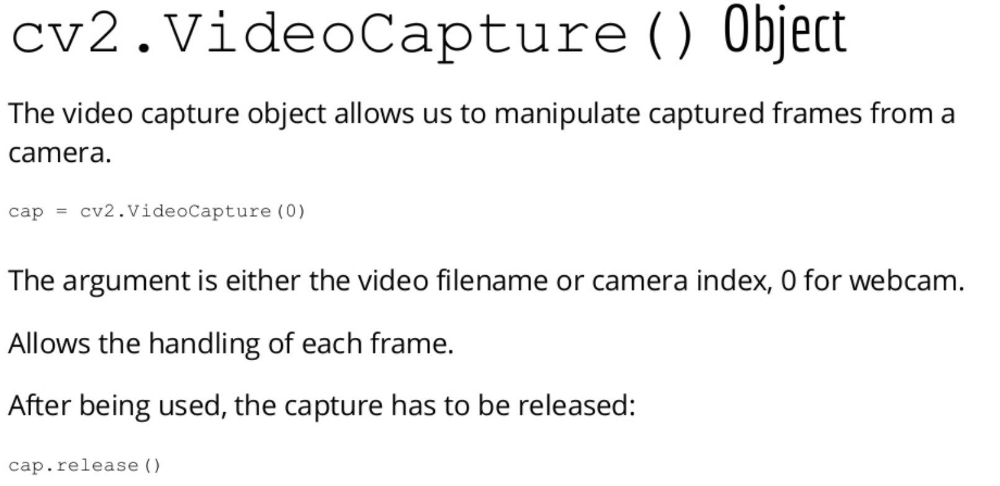 cv2.VideoCapture() Object
The video capture object allows us to manipulate captured frames from a
camera.
cap = cv2.VideoCapture(0)
The argument is either the video filename or camera index, 0 for webcam.
Allows the handling of each frame.
After being used, the capture has to be released:
cap.release()